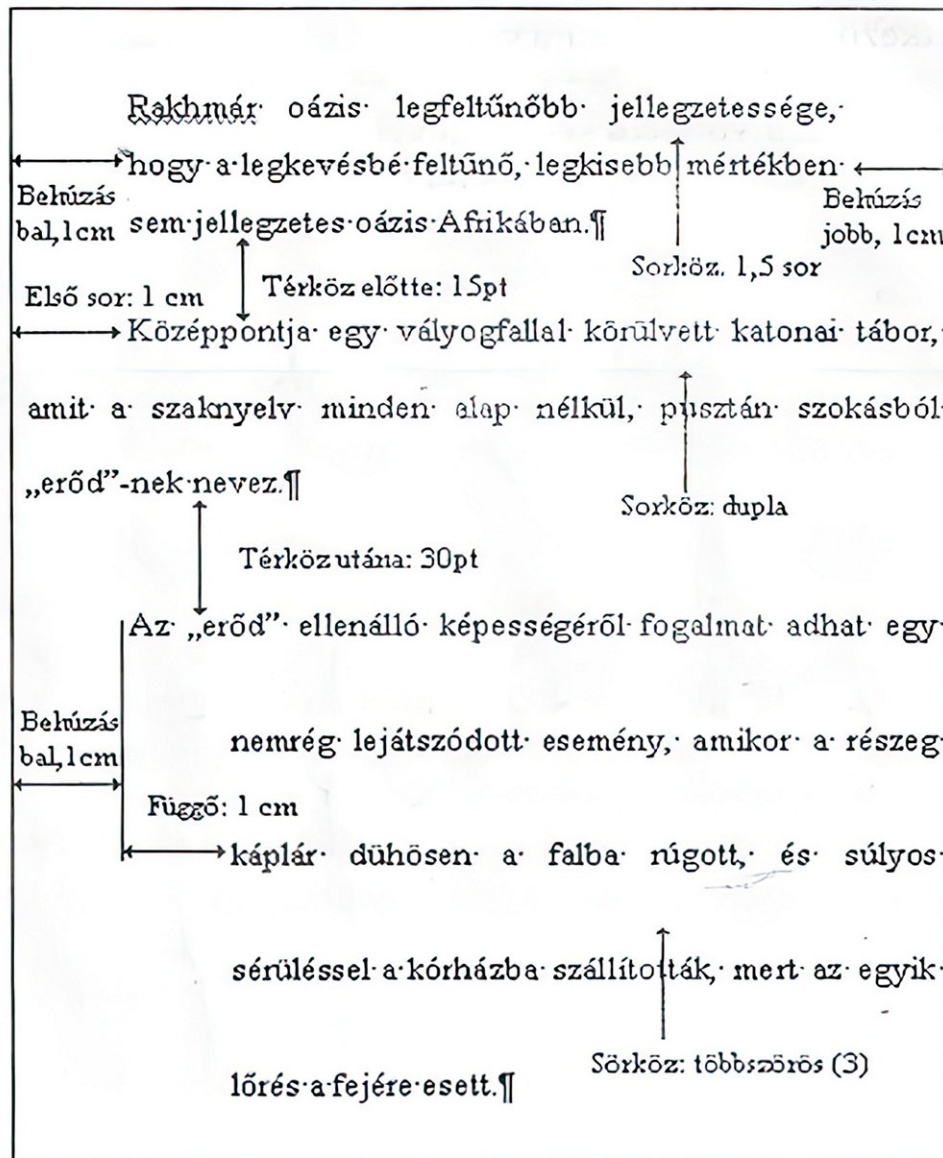 Rakhmár· oázis· legfeltűnőbb· jellegzetessége,·
hogy·a·legkevésbé·feltűnő,·legkisebb·mértékben·
Behúzás
bal,1cm
Behúzás
jobb, 1cm
sem·jellegzetes·oázis·Afrikában.¶
Sorköz. 1,5 sor
Térköz előtte: 15pt
Első sor: 1 cm
Középpontja· egy· vályogfallal· körülvett· katonai· tábor,·
amit· a· szaknyelv· minden· alap· nélkül,· pusztán· szokásból·
„erőd”-nek·nevez.¶
Sorköz: dupla
Térköz utána: 30pt
Az· „erőd”· ellenálló· képességéről· fogalmat· adhat· egy·
Behúzás
bal,1cm
nemrég· lejátszódott· esemény,· amikor· a· részeg·
Függő: 1 cm
káplár· dühösen· a· falba· rúgott,· és· súlyos·
sérüléssel·a·kórházba·szállították,·mert·az·egyik·
Sörköz: többszörös (3)
lőrés·a·fejére·esett.¶